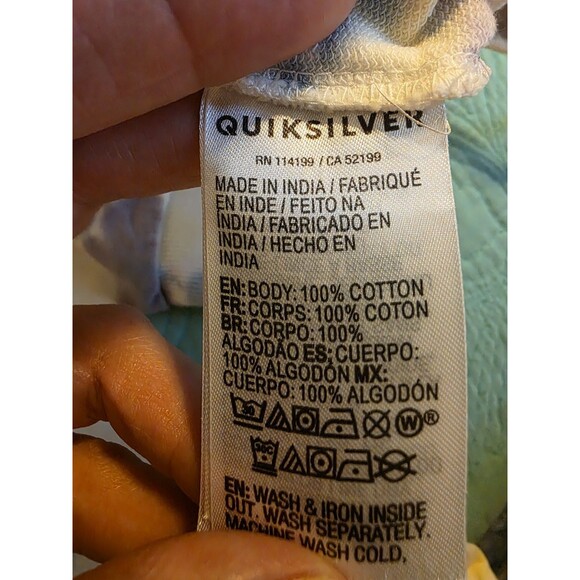 QUIKSILVER
RN 114199 / CA 52199
MADE IN INDIA / FABRIQUÉ
EN INDE / FEITO NA
ÍNDIA / FABRICADO EN
INDIA / HECHO EN
INDIA
EN: BODY: 100% COTTON
FR: CORPS: 100% COTON
BR: CORPO: 100%
ALGODÃO ES: CUERPO:
100% ALGODÓN MX:
CUERPO: 100% ALGODÓN
30 W®
EN: WASH & IRON INSIDE
OUT. WASH SEPARATELY.
MACHINE WASH COLD,